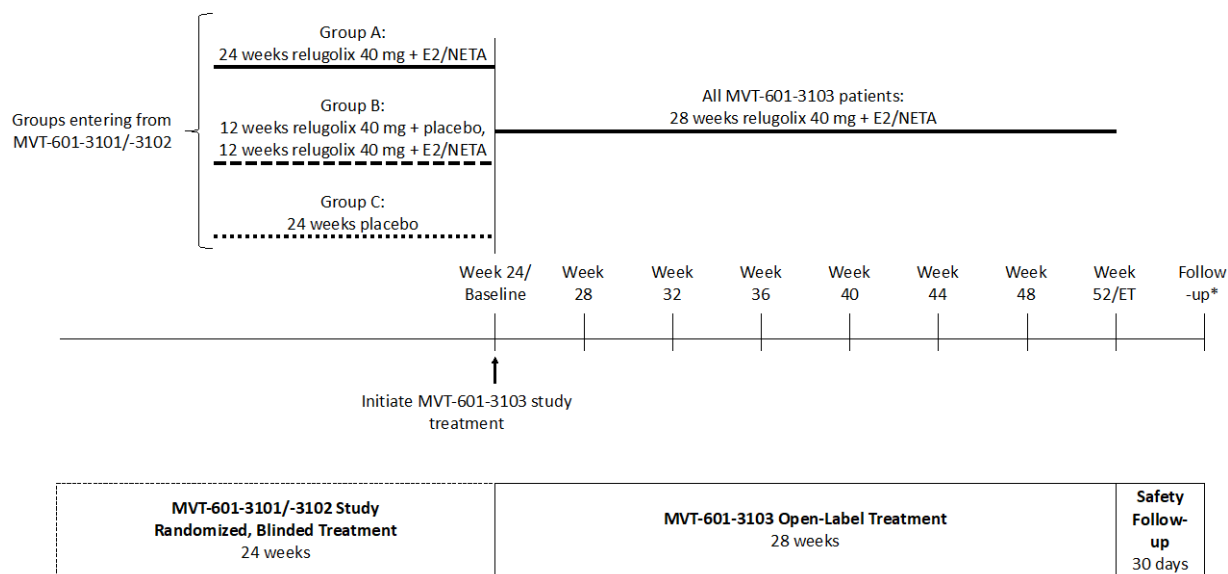 Group A:
24 weeks relugolix 40 mg + E2/NETA
Groups entering from
MVT-601-3101/-3102
Group B:
12 weeks relugolix 40 mg + placebo,
12 weeks relugolix 40 mg + E2/NETA
All MVT-601-3103 patients:
28 weeks relugolix 40 mg + E2/NETA
Group C:
24 weeks placebo
Week 24/
Baseline
Week
28
Week
32
Week
36
Week
40
Week
44
Week
48
Week
52/ET
Follow
-up*
Initiate MVT-601-3103 study
treatment
MVT-601-3101/-3102 Study
Randomized, Blinded Treatment
24 weeks
MVT-601-3103 Open-Label Treatment
28 weeks
Safety
Follow-
up
30 days